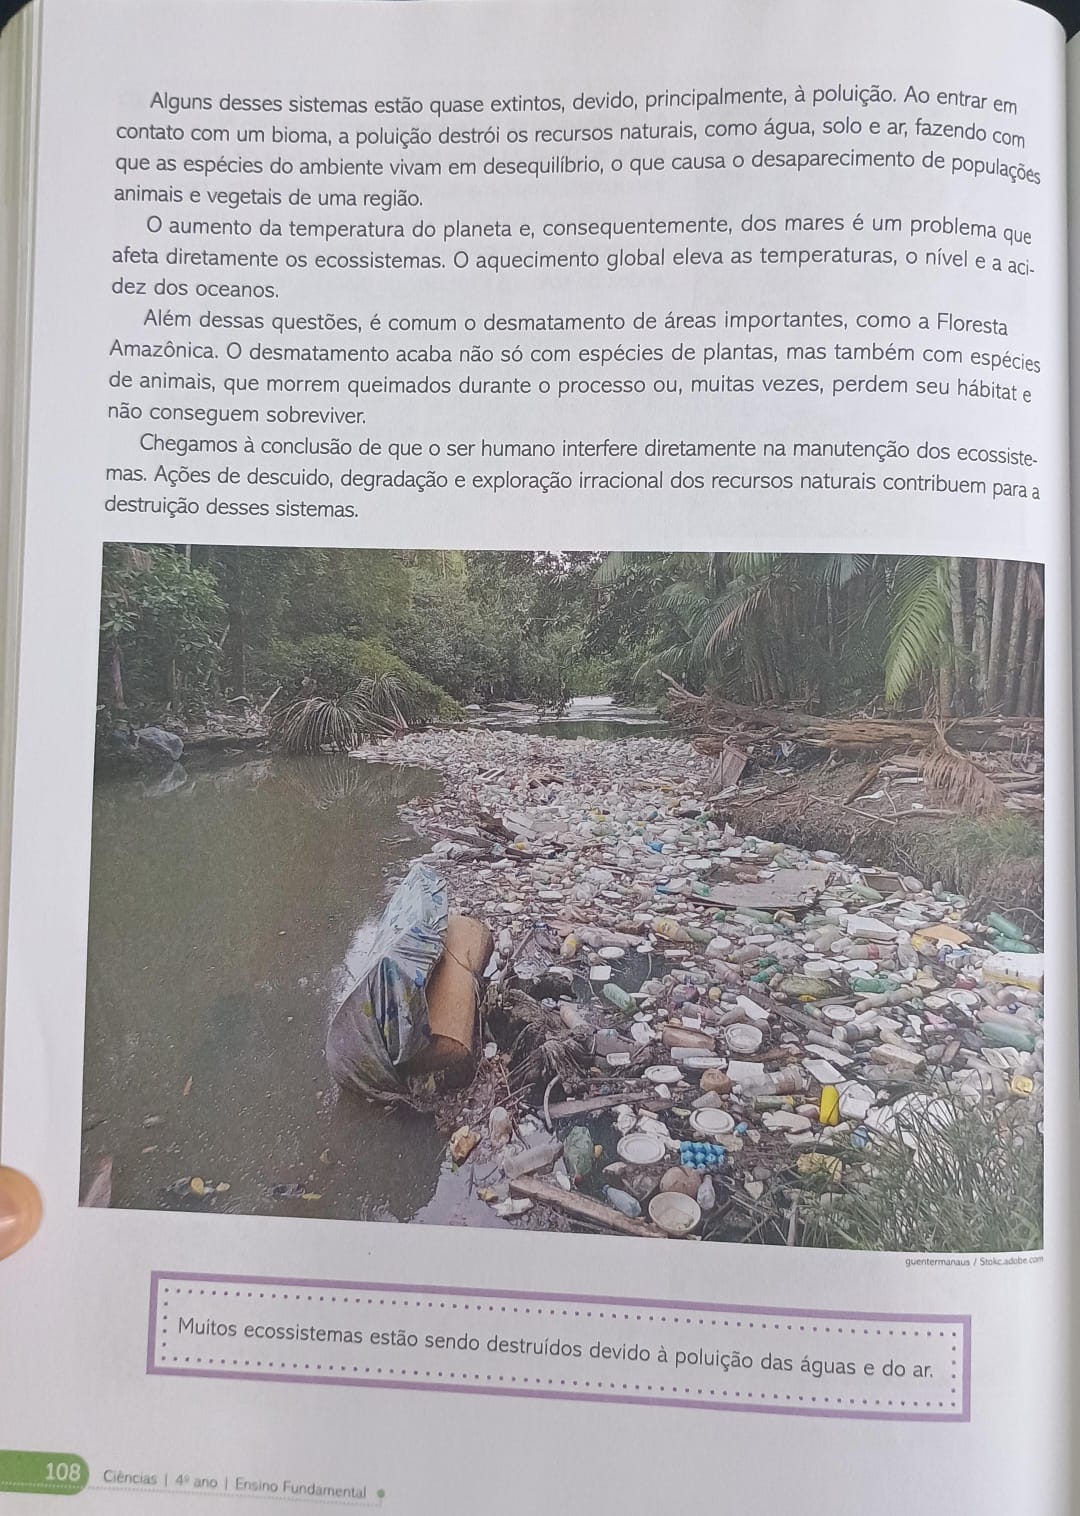 Alguns desses sistemas estão quase extintos, devido, principalmente, à poluição. Ao entrar em
contato com um bioma, a poluição destrói os recursos naturais, como água, solo e ar, fazendo com
que as espécies do ambiente vivam em desequilíbrio, o que causa o desaparecimento de populações
animais e vegetais de uma região.
O aumento da temperatura do planeta e, consequentemente, dos mares é um problema que
afeta diretamente os ecossistemas. O aquecimento global eleva as temperaturas, o nível e a aci-
dez dos oceanos.
Além dessas questões, é comum o desmatamento de áreas importantes, como a Floresta
Amazônica. O desmatamento acaba não só com espécies de plantas, mas também com espécies
de animais, que morrem queimados durante o processo ou, muitas vezes, perdem seu hábitat e
não conseguem sobreviver.
Chegamos à conclusão de que o ser humano interfere diretamente na manutenção dos ecossiste-
mas. Ações de descuido, degradação e exploração irracional dos recursos naturais contribuem para a
destruição desses sistemas.
guentermanaus / Stokc.adobe.com
Muitos ecossistemas estão sendo destruídos devido à poluição das águas e do ar.
108 Ciências | 4º ano | Ensino Fundamental